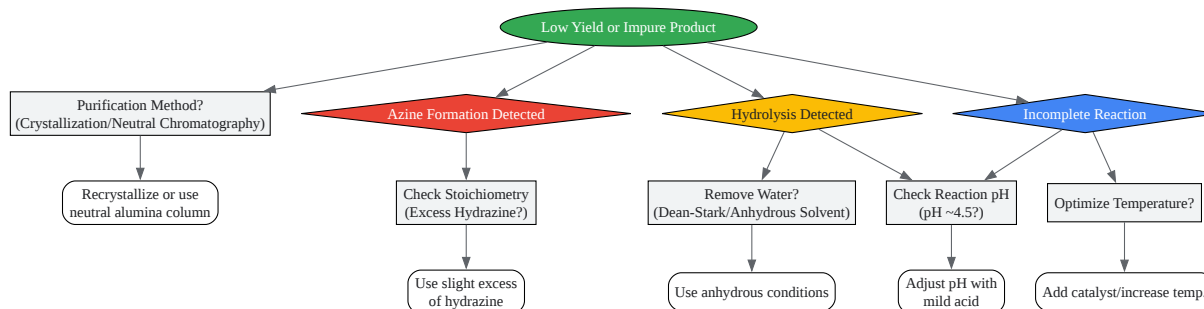 Low Yield or Impure Product
Purification Method?
(Crystallization/Neutral Chromatography)
Azine Formation Detected
Hydrolysis Detected
Incomplete Reaction
Recrystallize or use
neutral alumina column
Check Stoichiometry
(Excess Hydrazine?)
Remove Water?
(Dean-Stark/Anhydrous Solvent)
Check Reaction pH
(pH ~4.5?)
Optimize Temperature?
Use slight excess
of hydrazine
Use anhydrous conditions
Adjust pH with
mild acid
Add catalyst/increase temp.